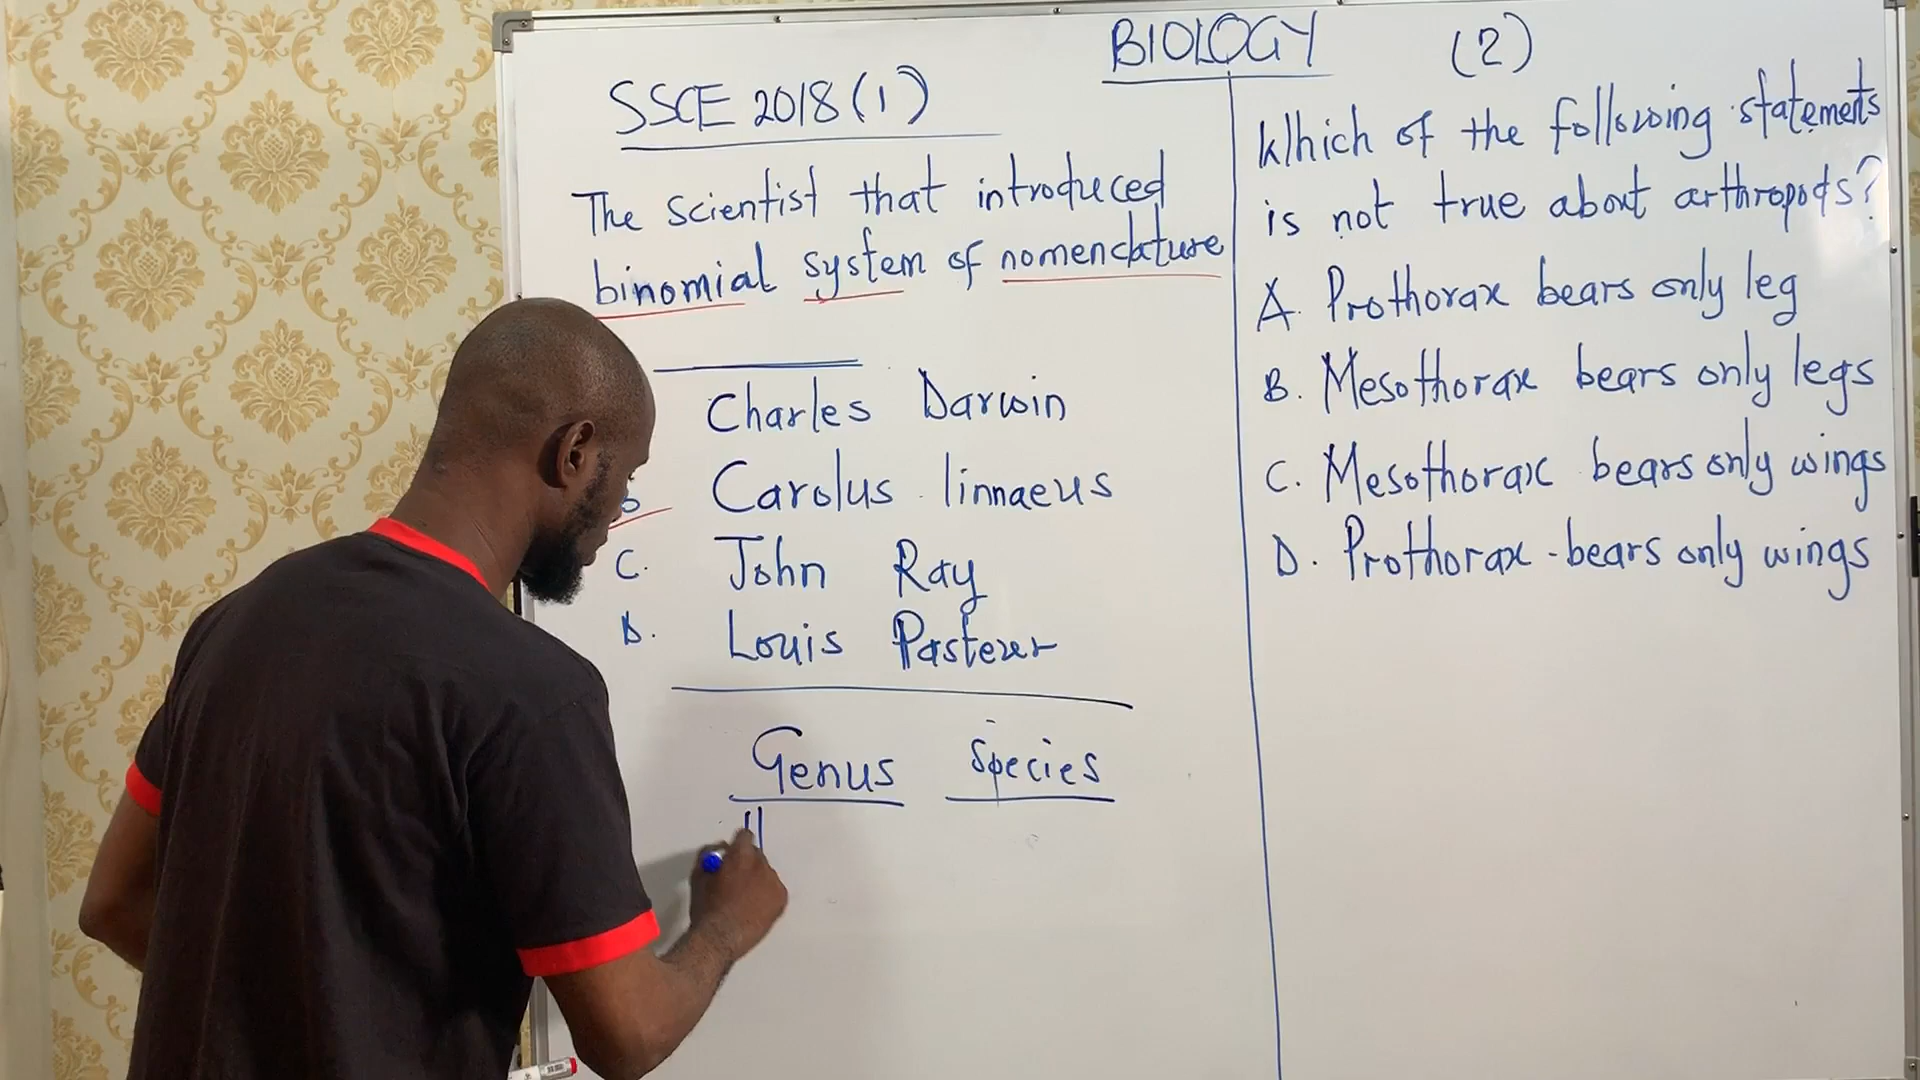 BIOLOGY
SSCE 2018 (1)
The scientist that introduced
binomial system of nomenclature
Charles Darwin
Carolus linnaeus
C. John Ray
D. Louis Pasteur
Genus Species
(2)
Which of the following statements
is not true about arthropods?
A. Prothorax bears only leg
B. Mesothorax bears only legs
C. Mesothorax bears only wings
D. Prothorax - bears only wings